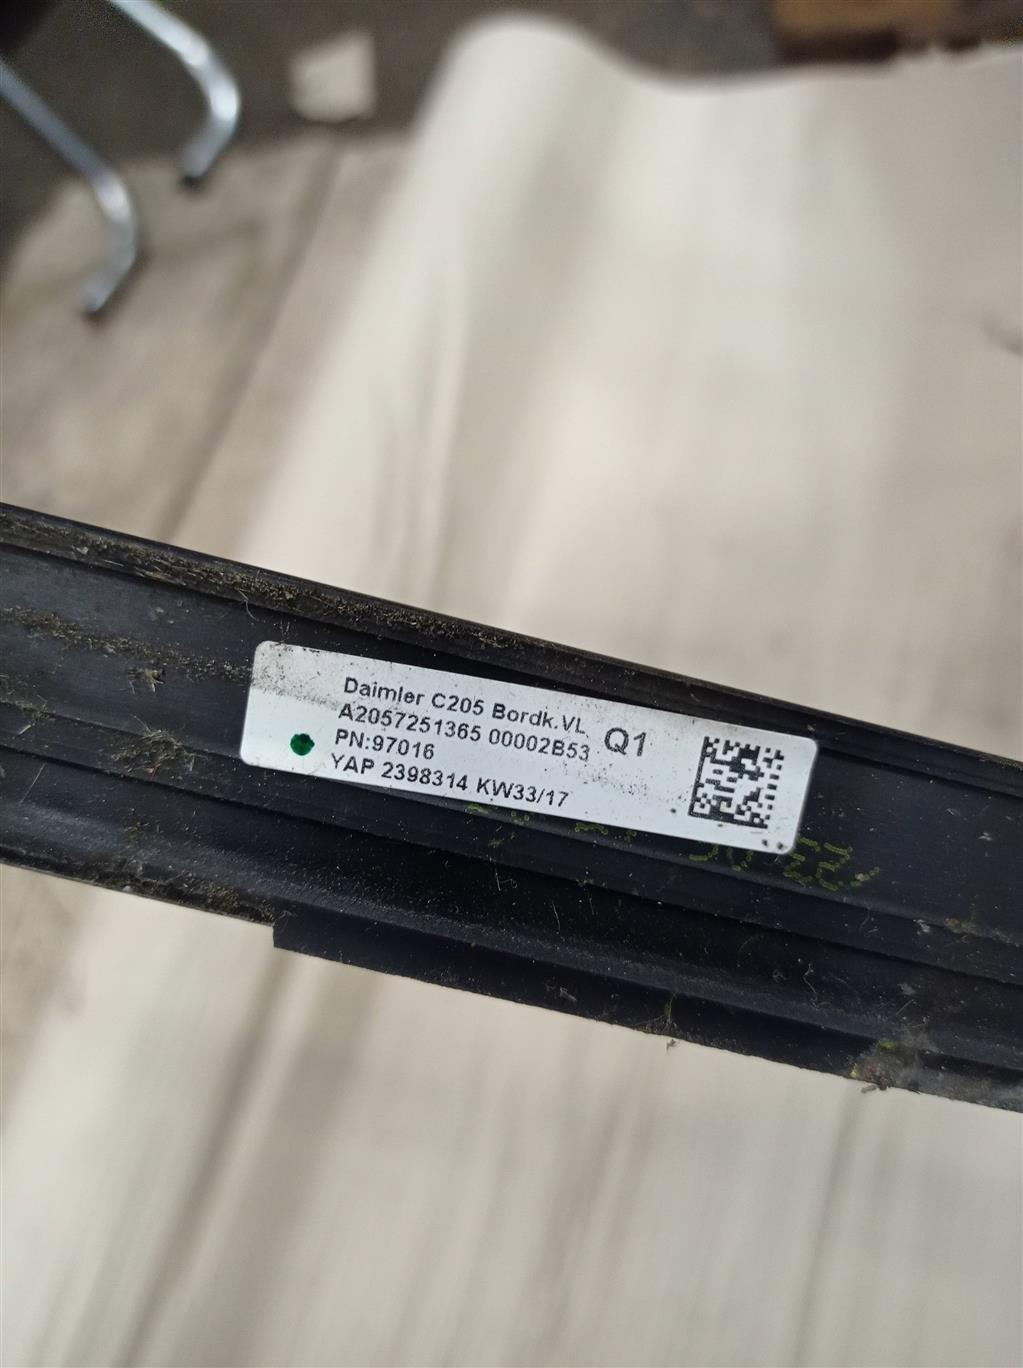 Daimler C205 Bordk.VL
A2057251365 00002B53 Q1
PN:97016
YAP 2398314 KW33/17